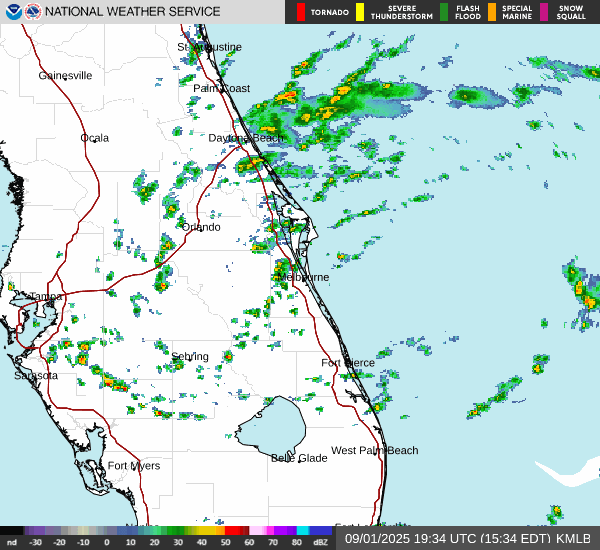 NATIONAL WEATHER SERVICE
TORNADO
SEVERE THUNDERSTORM
FLASH FLOOD
SPECIAL MARINE
SNOW SQUALL
St. Augustine
Gainesville
Palm Coast
Ocala
Daytona Beach
Orlando
Melbourne
Tampa
Sebring
Fort Pierce
Sarasota
West Palm Beach
Belle Glade
Fort Myers
nd -30 -20 -10 0 10 20 30 40 50 60 70 80 dBZ
09/01/2025 19:34 UTC (15:34 EDT) KMLB